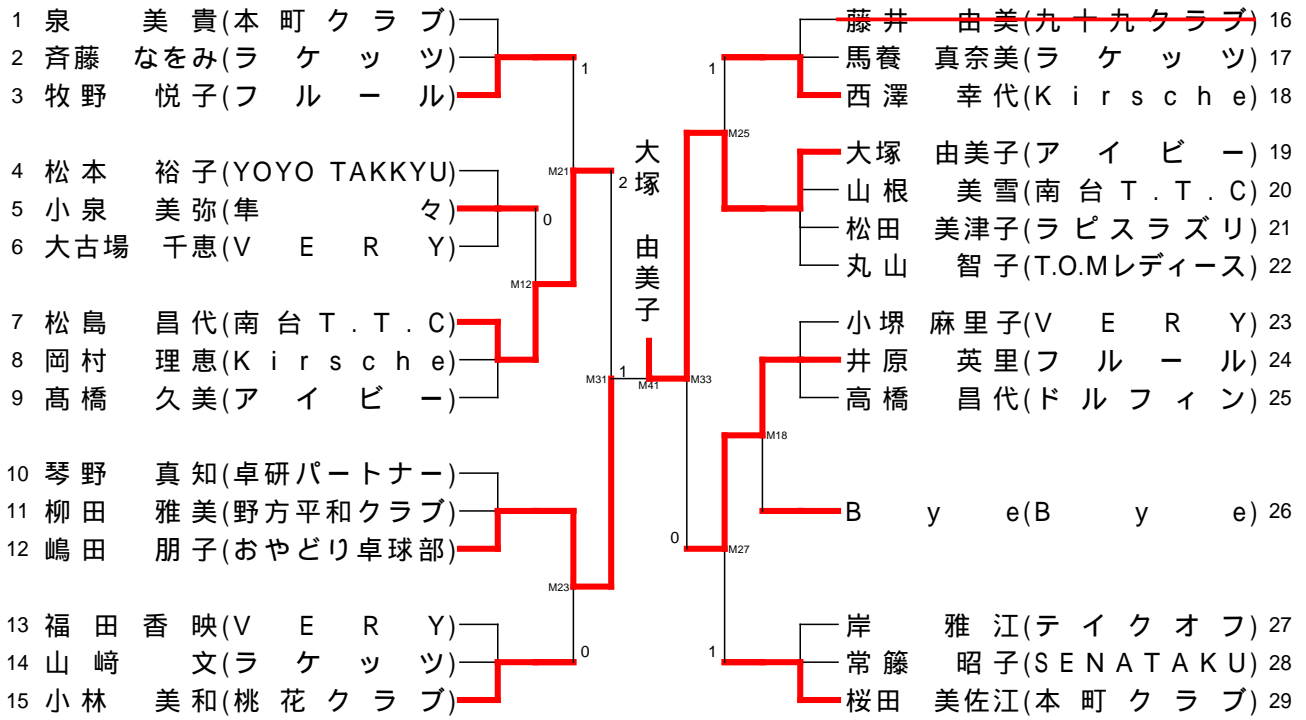 1 泉 美貴(本町クラブ)
2 斉藤 なをみ(ラケッツ)
3 牧野 悦子(フルール)
4 松本 裕子(YOYO TAKKYU)
5 小泉 美弥(隼々)
6 大古場 千恵(VERY)
7 松島 昌代(南台T.T.C)
8 岡村 理恵(Kirsche)
9 髙橋 久美(アイビー)
10 琴野 真知(卓研パートナー)
11 柳田 雅美(野方平和クラブ)
12 嶋田 朋子(おやどり卓球部)
13 福田 香映(VERY)
14 山﨑 文(ラケッツ)
15 小林 美和(桃花クラブ)
1
M21
0
M12
2
M31
M23
0
1
M41
大塚 由美子
1
M25
M33
M18
0
M27
1
藤井 由美(九十九クラブ) 16
馬養 真奈美(ラケッツ) 17
西澤 幸代(Kirsche) 18
大塚 由美子(アイビー) 19
山根 美雪(南台T.T.C) 20
松田 美津子(ラピスラズリ) 21
丸山 智子(T.O.Mレディース) 22
小堺 麻里子(VERY) 23
井原 英里(フルール) 24
高橋 昌代(ドルフィン) 25
Bye(Bye) 26
岸 雅江(テイクオフ) 27
常藤 昭子(SENATAKU) 28
桜田 美佐江(本町クラブ) 29